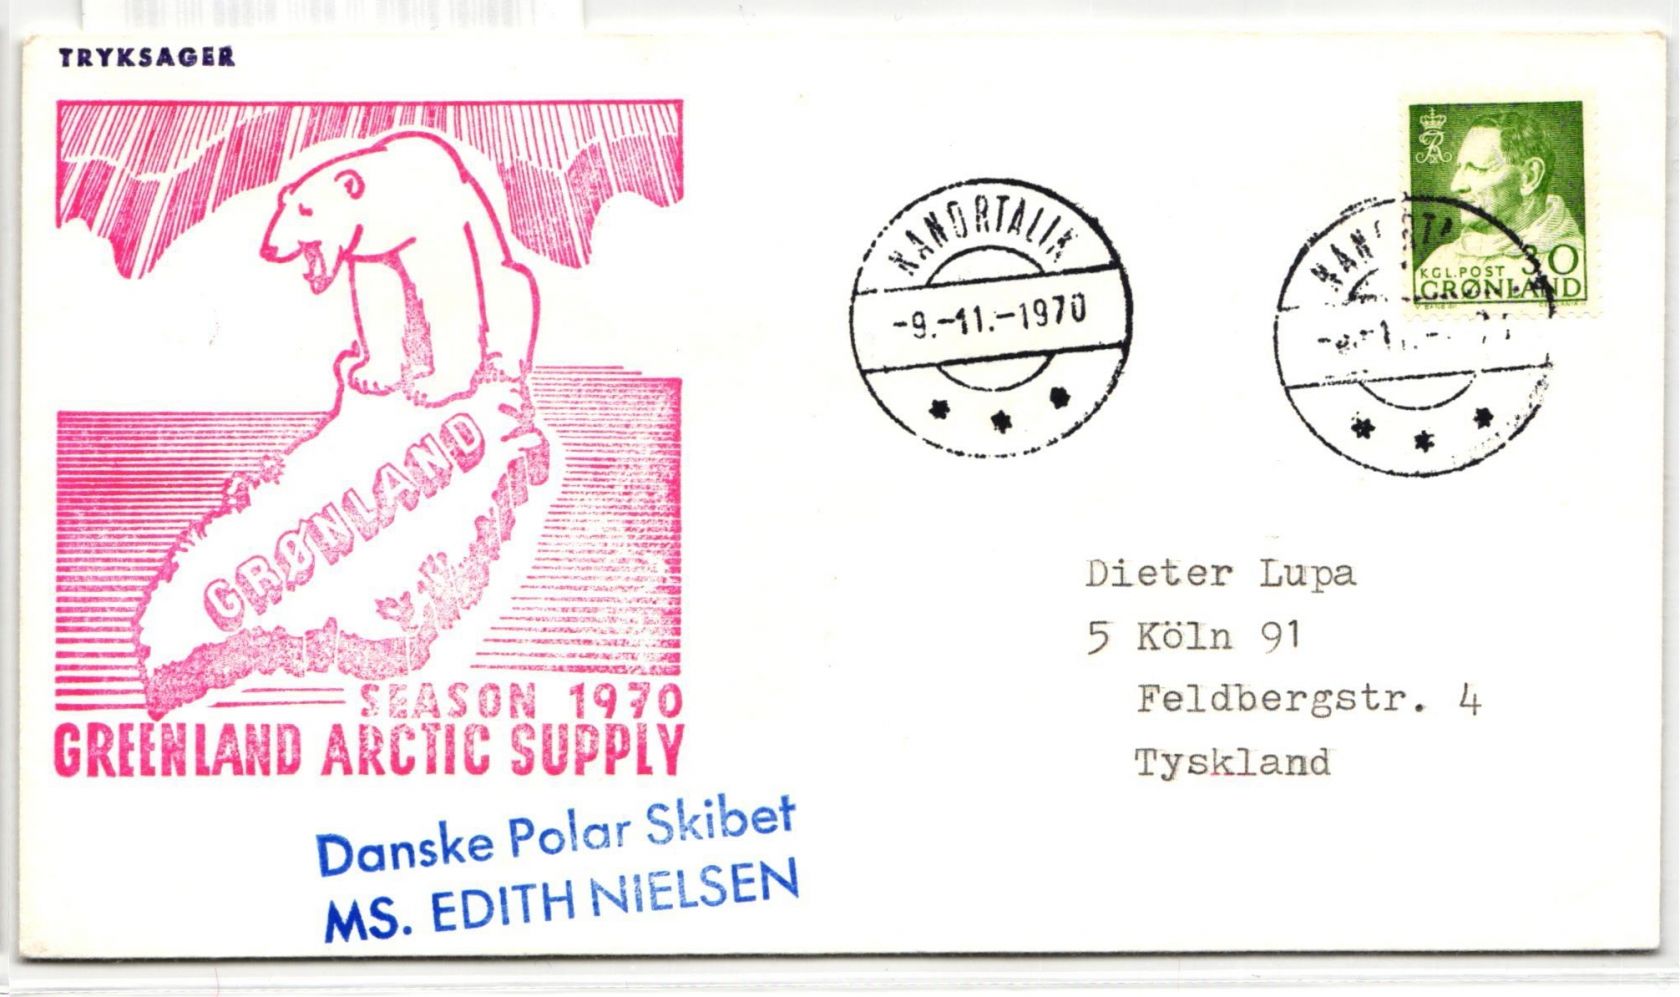 TRYKSAGER
GRØNLAND
SEASON 1970
GREENLAND ARCTIC SUPPLY
Danske Polar Skibet
MS. EDITH NIELSEN
NANORTALIK
-9.-11.-1970
KGL.POST 30
GRØNLAND
Dieter Lupa
5 Köln 91
Feldbergstr. 4
Tyskland